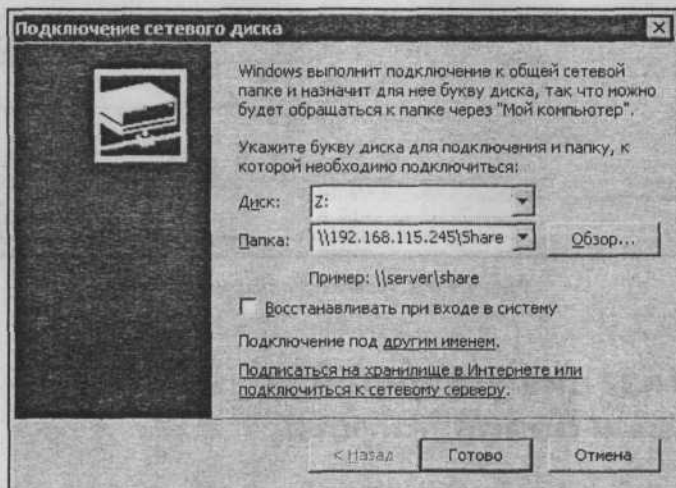 Подключение сетевого диска
Windows выполнит подключение к общей сетевой
папке и назначит для нее букву диска, так что можно
будет обращаться к папке через "Мой компьютер".
Укажите букву диска для подключения и папку, к
которой необходимо подключиться:
Диск: Z:
Папка: \\192.168.115.245\Share Обзор...
Пример: \\server\share
Восстанавливать при входе в систему
Подключение под другим именем.
Подписаться на хранилище в Интернете или
подключиться к сетевому серверу.
< Назад Готово Отмена